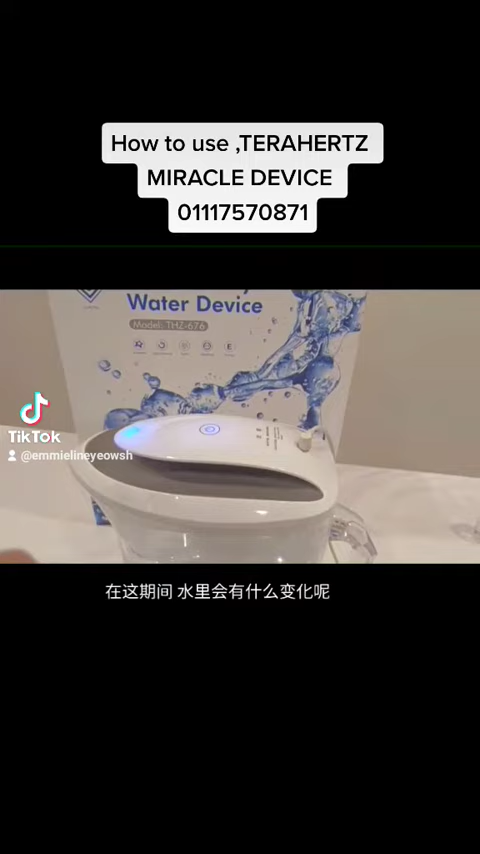 How to use ,TERAHERTZ
MIRACLE DEVICE
01117570871
Water Device
Model: THZ-676
TikTok
@emmielineyeowsh
在这期间 水里会有什么变化呢